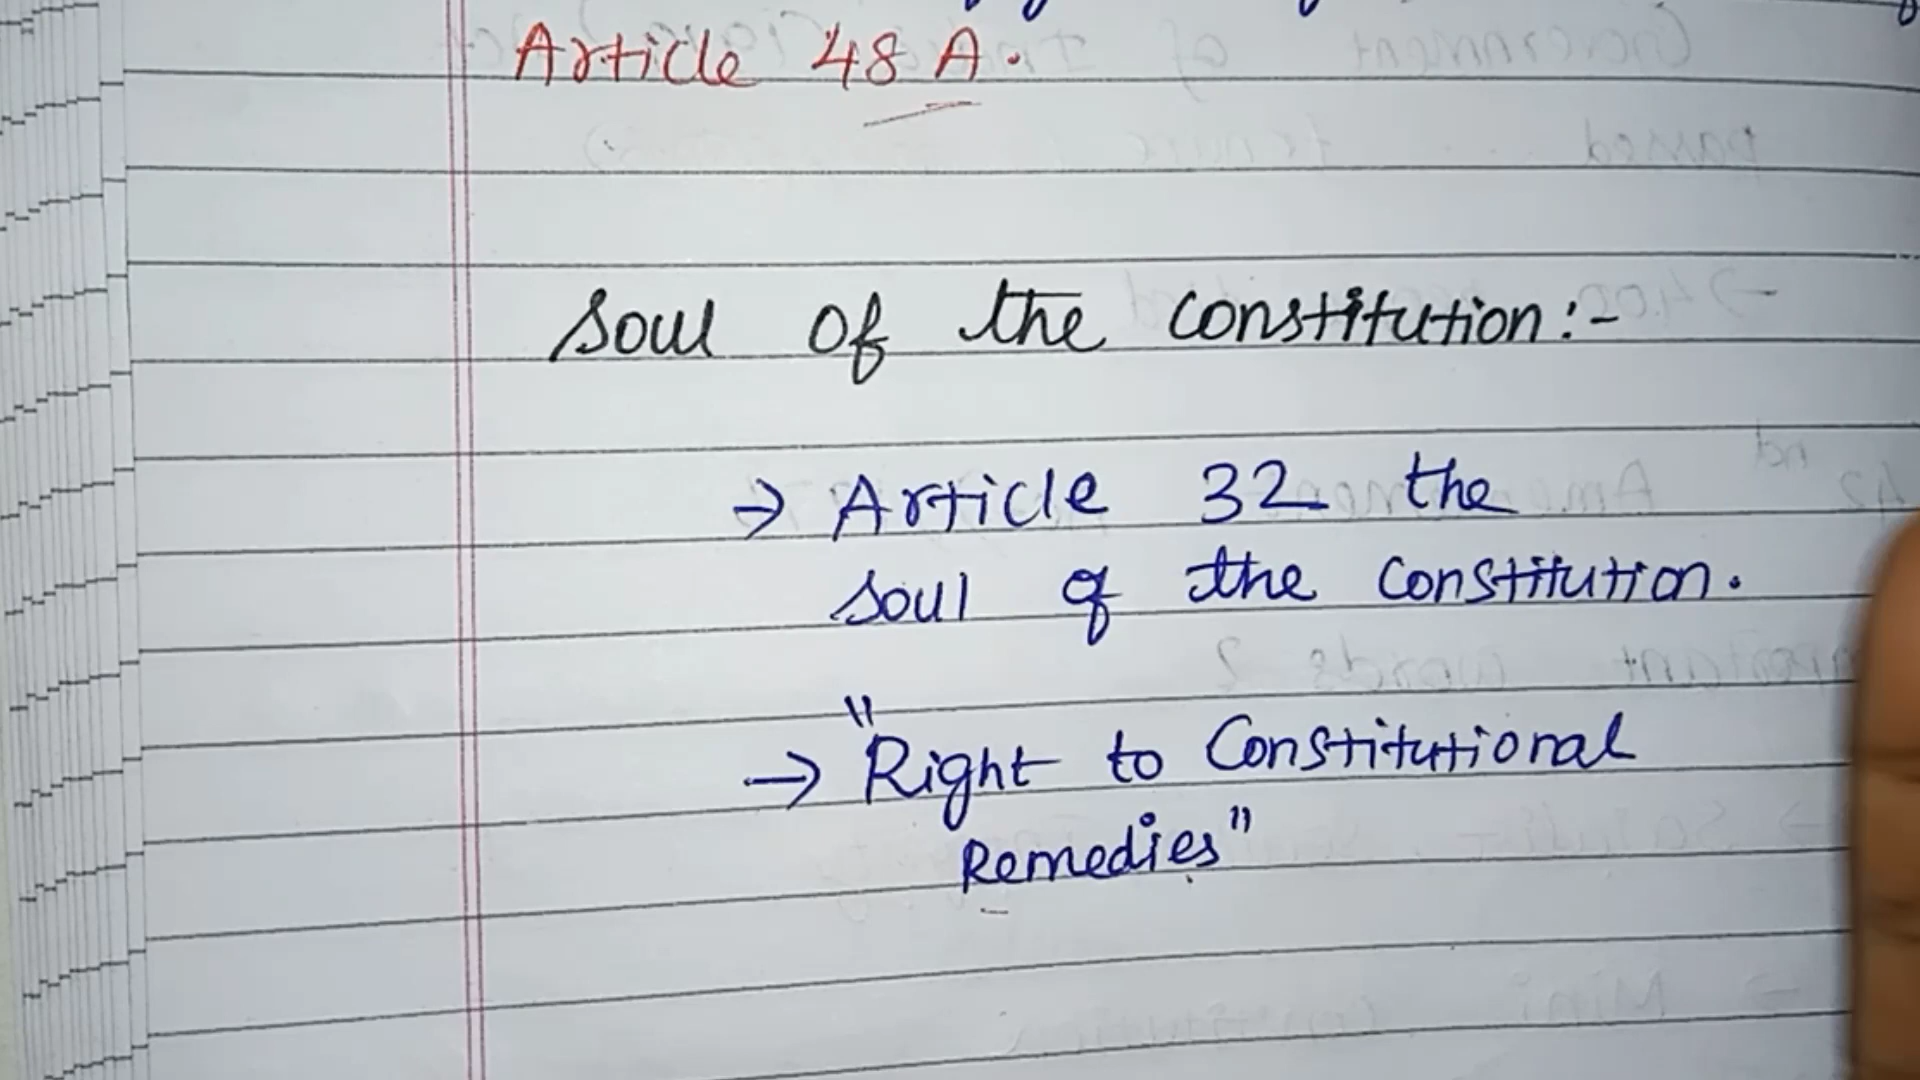 Article 48 A.
Soul of the Constitution:-
→ Article 32 the
soul of the Constitution.
→ "Right to Constitutional
Remedies"